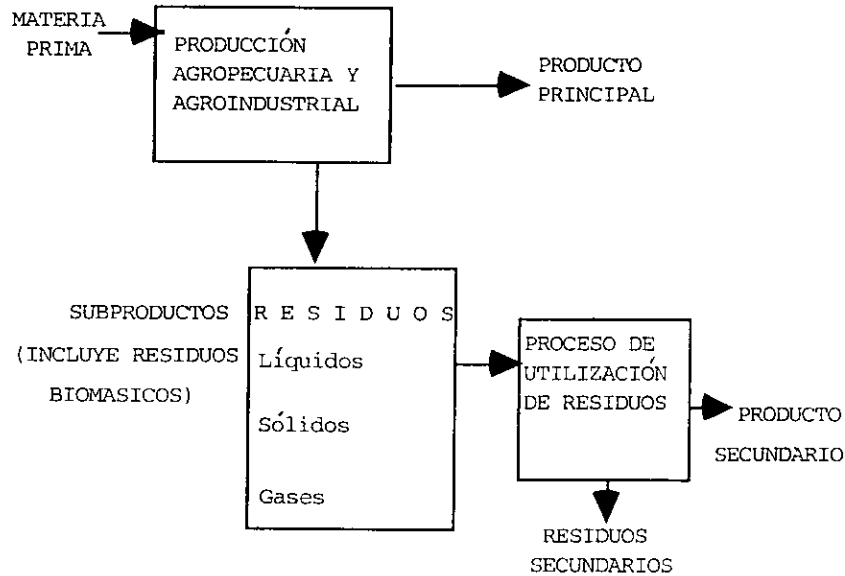 MATERIA
PRIMA
PRODUCCIÓN
AGROPECUARIA Y
AGROINDUSTRIAL
PRODUCTO
PRINCIPAL
SUBPRODUCTOS
(INCLUYE RESIDUOS
BIOMASICOS)
R E S I D U O S
Líquidos
Sólidos
Gases
PROCESO DE
UTILIZACIÓN
DE RESIDUOS
PRODUCTO
SECUNDARIO
RESIDUOS
SECUNDARIOS